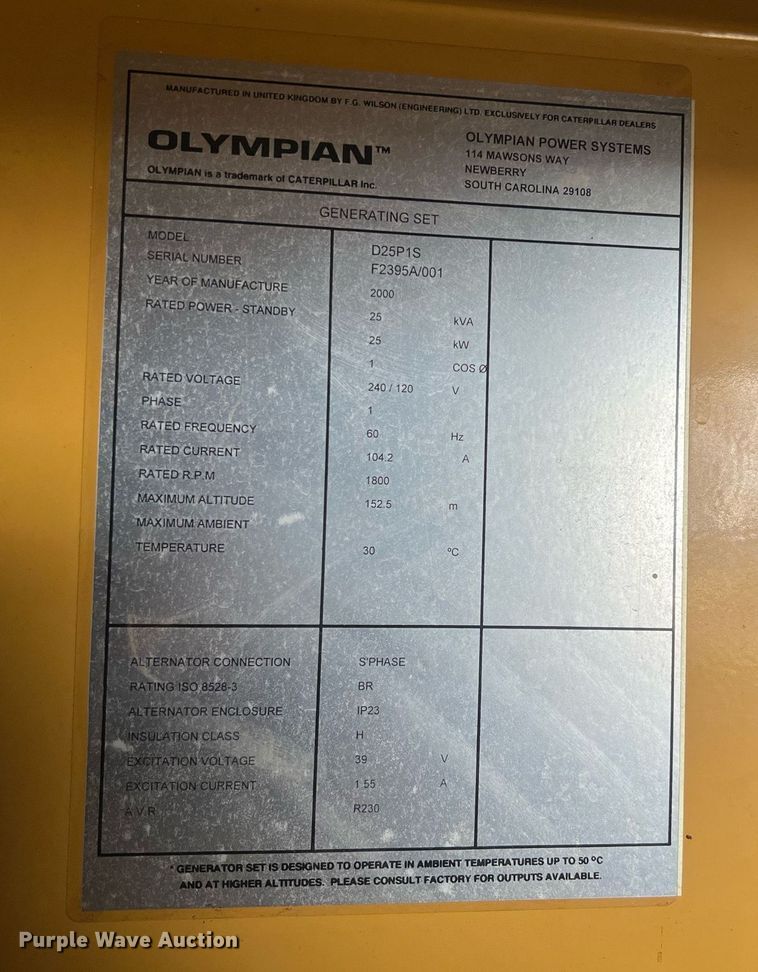 MANUFACTURED IN UNITED KINGDOM BY F.G. WILSON (ENGINEERING) LTD. EXCLUSIVELY FOR CATERPILLAR DEALERS
OLYMPIAN™
OLYMPIAN is a trademark of CATERPILLAR Inc.
OLYMPIAN POWER SYSTEMS
114 MAWSONS WAY
NEWBERRY
SOUTH CAROLINA 29108
GENERATING SET
MODEL D25P1S
SERIAL NUMBER F2395A/001
YEAR OF MANUFACTURE 2000
RATED POWER - STANDBY 25 kVA
25 kW
1 COS Ø
RATED VOLTAGE 240 / 120 V
PHASE 1
RATED FREQUENCY 60 Hz
RATED CURRENT 104.2 A
RATED R.P.M 1800
MAXIMUM ALTITUDE 152.5 m
MAXIMUM AMBIENT
TEMPERATURE 30 ºC
ALTERNATOR CONNECTION S'PHASE
RATING ISO 8528-3 BR
ALTERNATOR ENCLOSURE IP23
INSULATION CLASS H
EXCITATION VOLTAGE 39 V
EXCITATION CURRENT 1.55 A
A V R R230
* GENERATOR SET IS DESIGNED TO OPERATE IN AMBIENT TEMPERATURES UP TO 50 ºC
AND AT HIGHER ALTITUDES. PLEASE CONSULT FACTORY FOR OUTPUTS AVAILABLE.
Purple Wave Auction